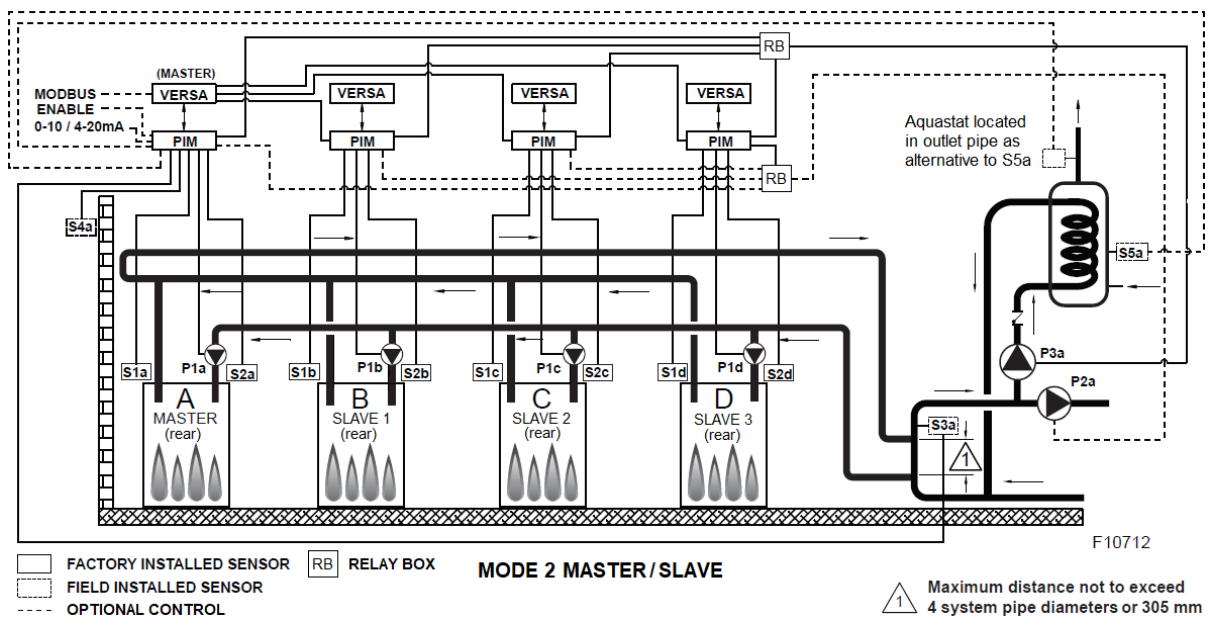 RB
(MASTER)
MODBUS
ENABLE
0-10 / 4-20mA
VERSA
VERSA
VERSA
VERSA
PIM
PIM
PIM
PIM
Aquastat located
in outlet pipe as
alternative to S5a
RB
S4a
S5a
S1a
P1a
S2a
S1b
P1b
S2b
S1c
P1c
S2c
S1d
P1d
S2d
P3a
P2a
A
MASTER
(rear)
B
SLAVE 1
(rear)
C
SLAVE 2
(rear)
D
SLAVE 3
(rear)
S3a
1
F10712
FACTORY INSTALLED SENSOR
RB RELAY BOX
FIELD INSTALLED SENSOR
OPTIONAL CONTROL
MODE 2 MASTER / SLAVE
1
Maximum distance not to exceed
4 system pipe diameters or 305 mm